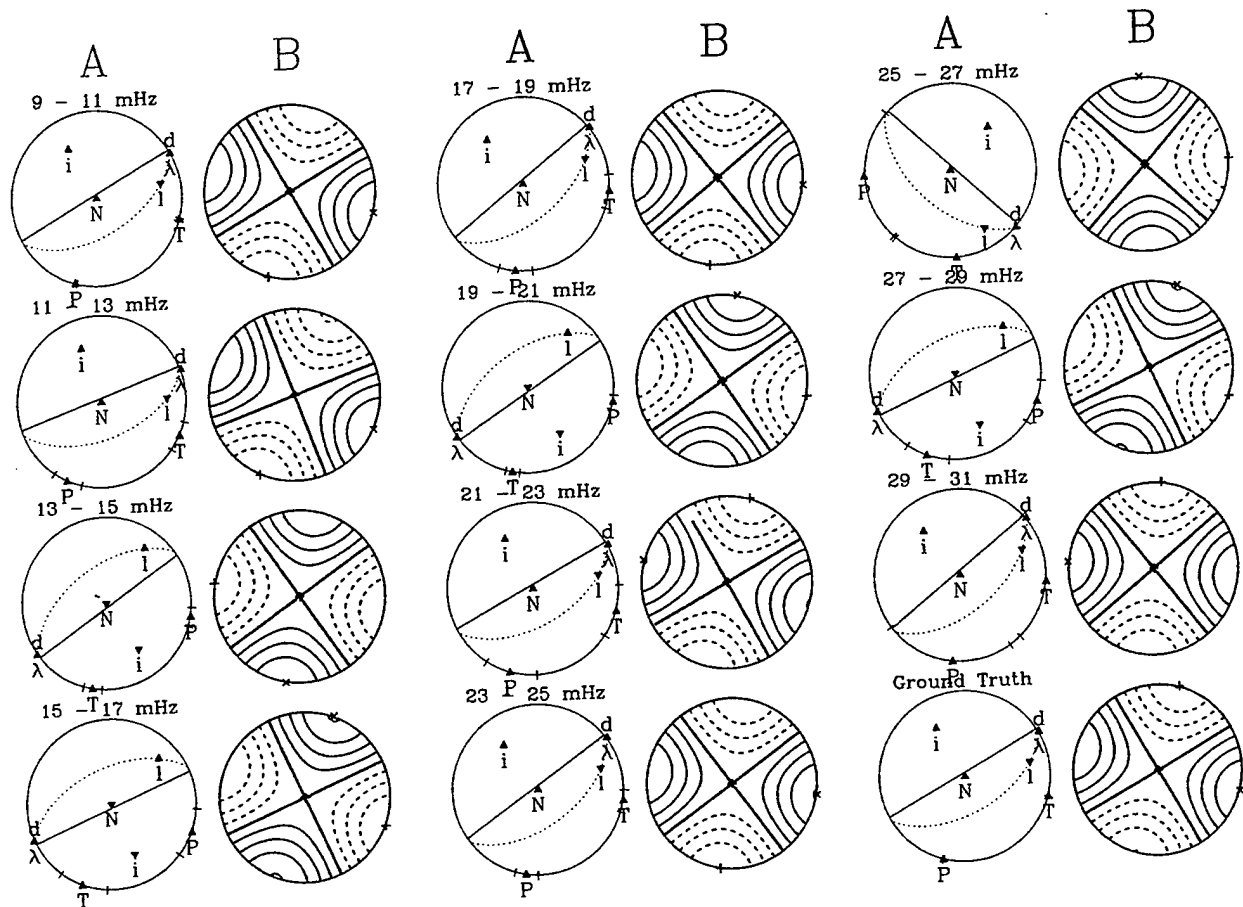 A B
9 - 11 mHz
i
d
λ
N
l
T
P
11 - 13 mHz
i
d
λ
N
l
T
P
13 - 15 mHz
l
N
d
λ
P
i
T
15 - 17 mHz
l
N
d
λ
P
i
T
A B
17 - 19 mHz
d
i
λ
l
N
T
P
19 - 21 mHz
l
N
P
d
λ
i
T
21 - 23 mHz
d
i
λ
l
N
T
P
23 - 25 mHz
d
i
λ
l
N
T
P
A B
25 - 27 mHz
i
N
P
d
l
λ
T
27 - 29 mHz
l
N
d
P
λ
i
T
29 - 31 mHz
d
i
λ
l
N
T
P
Ground Truth
d
i
λ
l
N
T
P